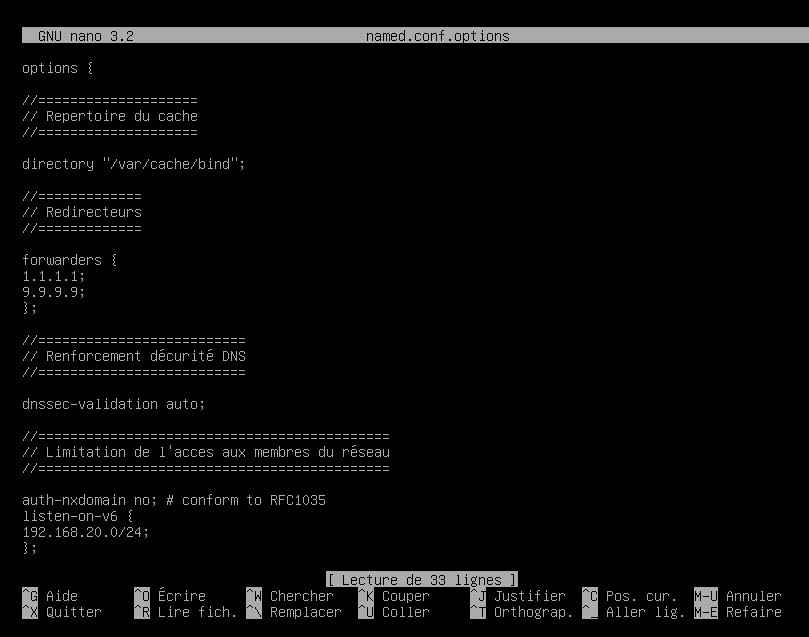 GNU nano 3.2 named.conf.options
options {
//====================
// Repertoire du cache
//====================
directory "/var/cache/bind";
//=============
// Redirecteurs
//=============
forwarders {
1.1.1.1;
9.9.9.9;
};
//==========================
// Renforcement décurité DNS
//==========================
dnssec-validation auto;
//============================================
// Limitation de l'acces aux membres du réseau
//============================================
auth-nxdomain no; # conform to RFC1035
listen-on-v6 {
192.168.20.0/24;
};
[ Lecture de 33 lignes ]
^G Aide ^O Écrire ^W Chercher ^K Couper ^J Justifier ^C Pos. cur. M-U Annuler
^X Quitter ^R Lire fich. ^\ Remplacer ^U Coller ^T Orthograp. ^_ Aller lig. M-E Refaire